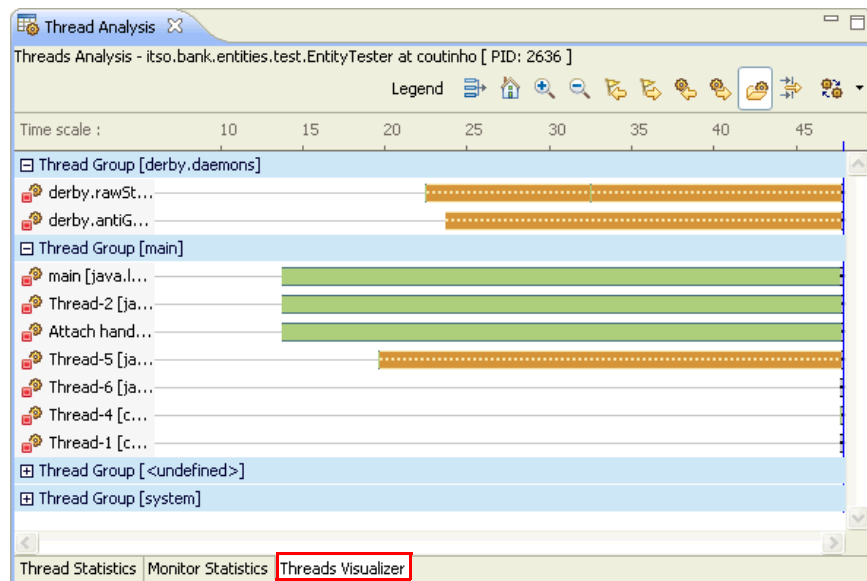 Thread Analysis
Threads Analysis - itso.bank.entities.test.EntityTester at coutinho [ PID: 2636 ]
Legend
Time scale : 10 15 20 25 30 35 40 45
Thread Group [derby.daemons]
derby.rawSt...
derby.antiG...
Thread Group [main]
main [java.l...
Thread-2 [ja...
Attach hand...
Thread-5 [ja...
Thread-6 [ja...
Thread-4 [c...
Thread-1 [c...
Thread Group [<undefined>]
Thread Group [system]
Thread Statistics Monitor Statistics Threads Visualizer